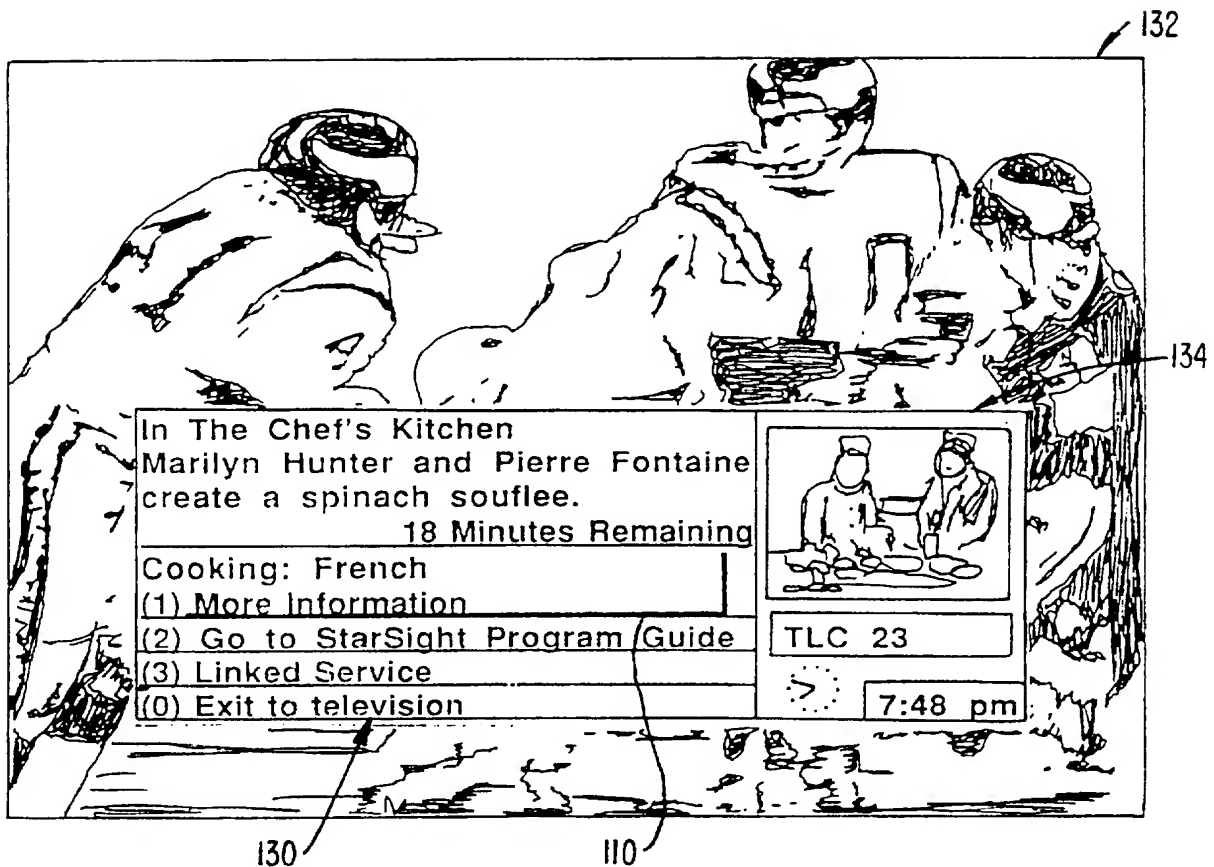 132
134
In The Chef's Kitchen
Marilyn Hunter and Pierre Fontaine
create a spinach souflee.
18 Minutes Remaining
Cooking: French
(1) More Information
(2) Go to StarSight Program Guide
(3) Linked Service
(0) Exit to television
TLC 23
7:48 pm
130
110